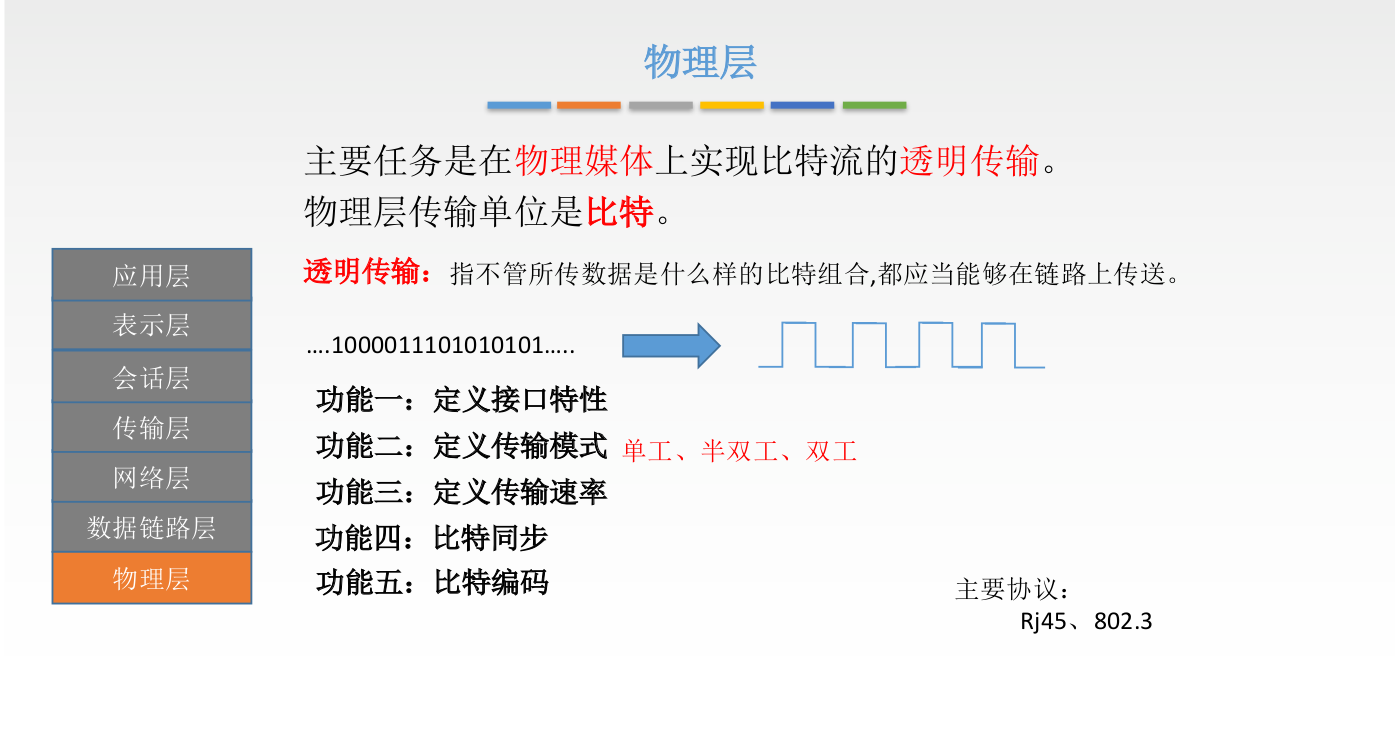 物理层
主要任务是在物理媒体上实现比特流的透明传输。
物理层传输单位是比特。
透明传输：指不管所传数据是什么样的比特组合,都应当能够在链路上传送。
应用层
表示层
会话层
传输层
网络层
数据链路层
物理层
....1000011101010101.....
功能一：定义接口特性
功能二：定义传输模式 单工、半双工、双工
功能三：定义传输速率
功能四：比特同步
功能五：比特编码
主要协议：
Rj45、802.3